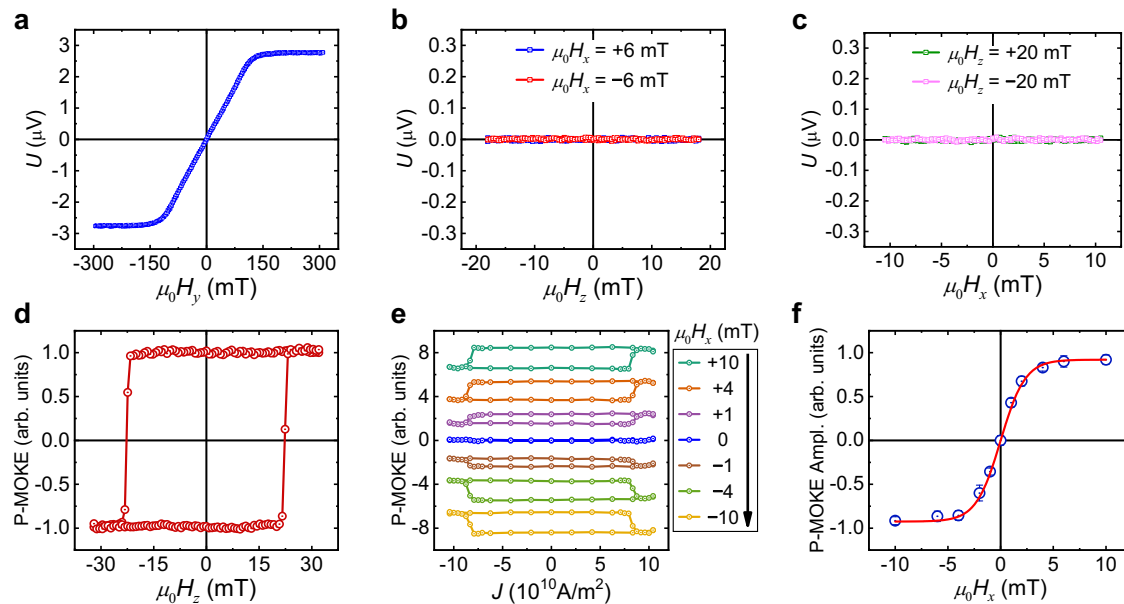 a
3
2
1
0
-1
-2
-3
U (μV)
-300 -150 0 150 300
μ₀Hy (mT)
b
μ₀Hx = +6 mT
μ₀Hx = −6 mT
0.3
0.2
0.1
0.0
-0.1
-0.2
-0.3
U (μV)
-20 -10 0 10 20
μ₀Hz (mT)
c
μ₀Hz = +20 mT
μ₀Hz = −20 mT
0.3
0.2
0.1
0.0
-0.1
-0.2
-0.3
U (μV)
-10 -5 0 5 10
μ₀Hx (mT)
d
1.0
0.5
0.0
-0.5
-1.0
P-MOKE (arb. units)
-30 -15 0 15 30
μ₀Hz (mT)
e
8
4
0
-4
-8
P-MOKE (arb. units)
-10 -5 0 5 10
J (10¹⁰A/m²)
μ₀Hx (mT)
+10
+4
+1
0
−1
−4
−10
f
1.0
0.5
0.0
-0.5
-1.0
P-MOKE Ampl. (arb. units)
-10 -5 0 5 10
μ₀Hx (mT)